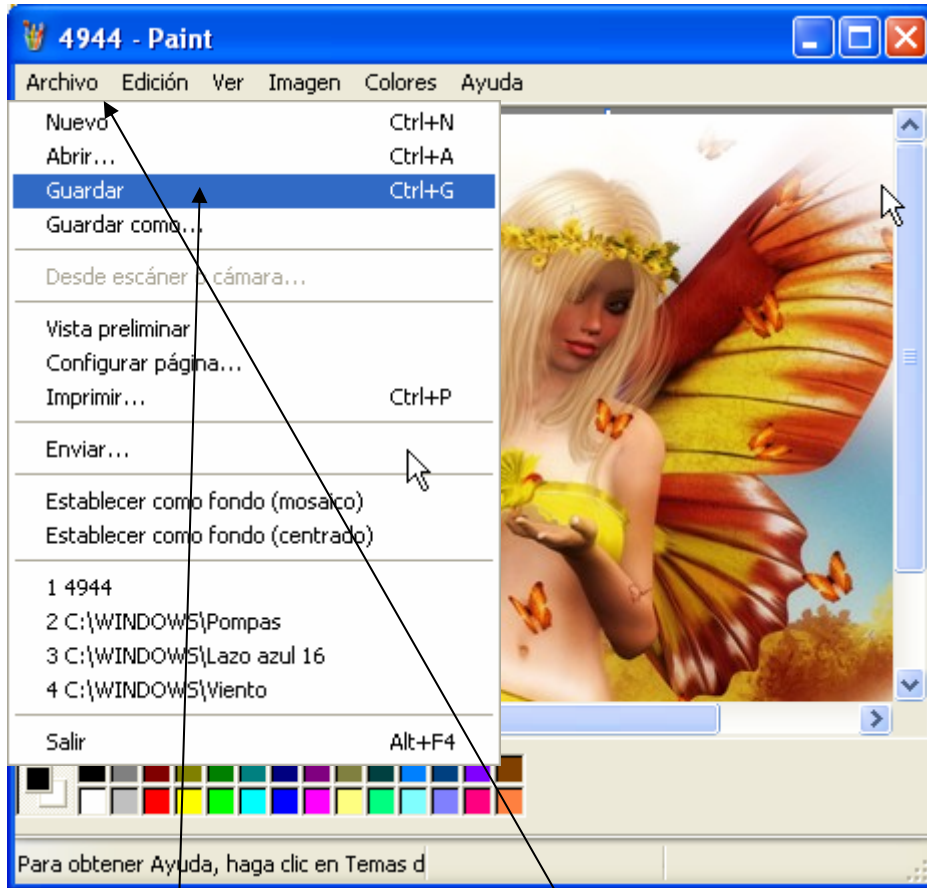 4944 - Paint
Archivo Edición Ver Imagen Colores Ayuda
Nuevo Ctrl+N
Abrir... Ctrl+A
Guardar Ctrl+G
Guardar como...
Desde escáner o cámara...
Vista preliminar
Configurar página...
Imprimir... Ctrl+P
Enviar...
Establecer como fondo (mosaico)
Establecer como fondo (centrado)
1 4944
2 C:\WINDOWS\Pompas
3 C:\WINDOWS\Lazo azul 16
4 C:\WINDOWS\Viento
Salir Alt+F4
Para obtener Ayuda, haga clic en Temas d